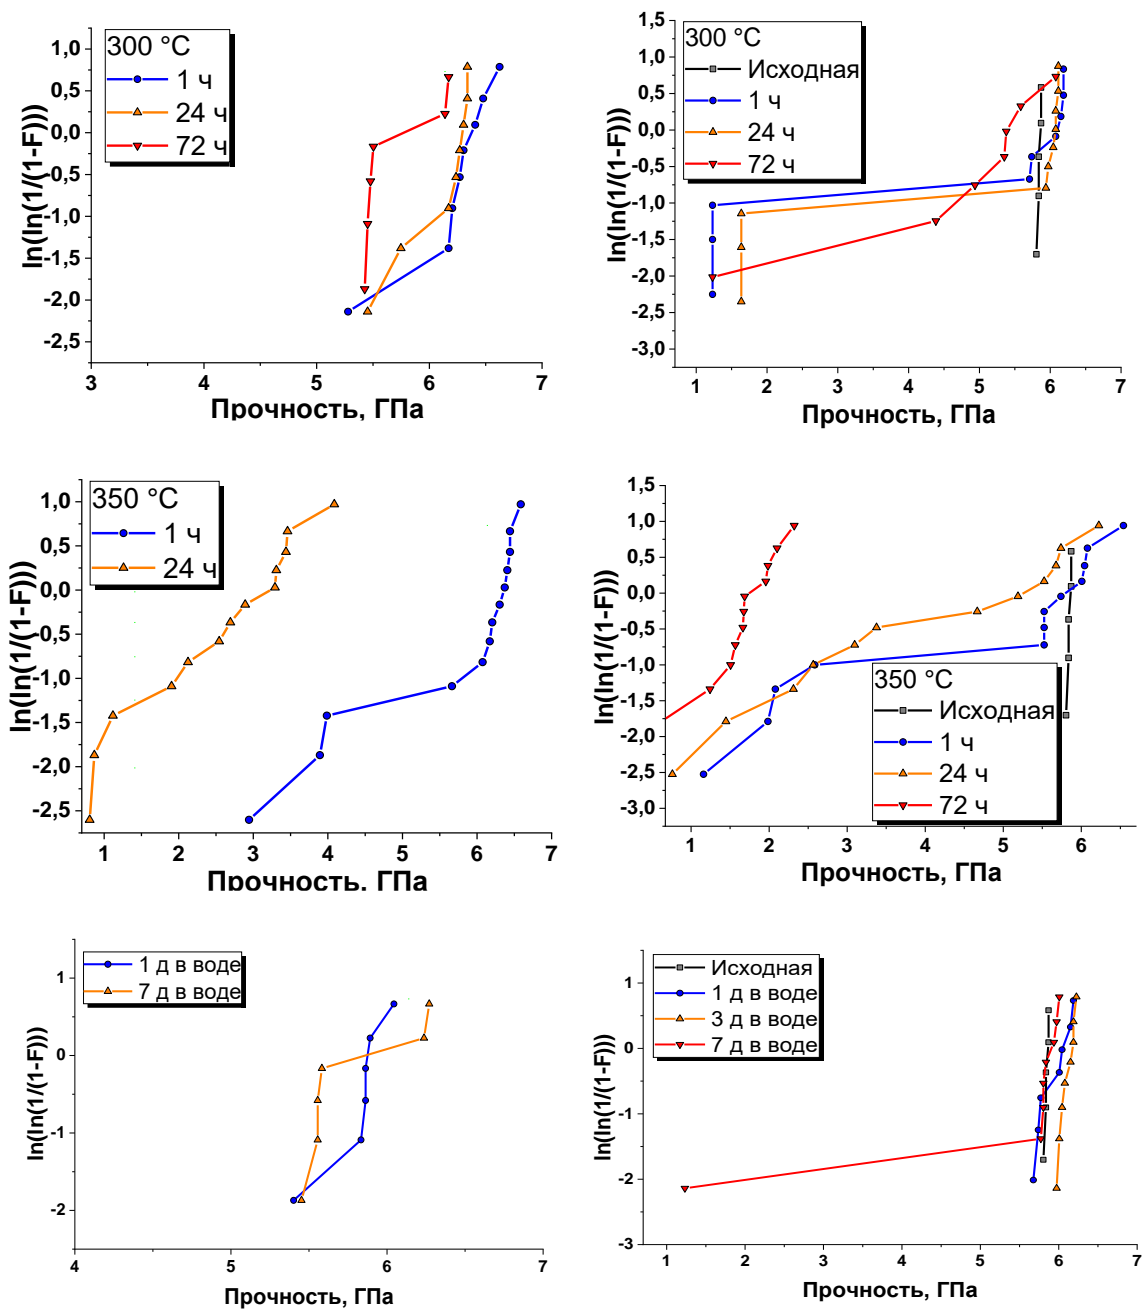 300 °C
1 ч
24 ч
72 ч
1,0
0,5
0,0
-0,5
-1,0
-1,5
-2,0
-2,5
ln(ln(1/(1-F)))
3 4 5 6 7
Прочность, ГПа
300 °C
Исходная
1 ч
24 ч
72 ч
1,5
1,0
0,5
0,0
-0,5
-1,0
-1,5
-2,0
-2,5
-3,0
ln(ln(1/(1-F)))
1 2 3 4 5 6 7
Прочность, ГПа
350 °C
1 ч
24 ч
1,0
0,5
0,0
-0,5
-1,0
-1,5
-2,0
-2,5
ln(ln(1/(1-F)))
1 2 3 4 5 6 7
Прочность, ГПа
350 °C
Исходная
1 ч
24 ч
72 ч
1,5
1,0
0,5
0,0
-0,5
-1,0
-1,5
-2,0
-2,5
-3,0
ln(ln(1/(1-F)))
2 3 4 5 6
Прочность, ГПа
1 д в воде
7 д в воде
1
0
-1
-2
ln(ln(1/(1-F)))
4 5 6 7
Прочность, ГПа
Исходная
1 д в воде
3 д в воде
7 д в воде
1
0
-1
-2
-3
ln(ln(1/(1-F)))
1 2 3 4 5 6 7
Прочность, ГПа